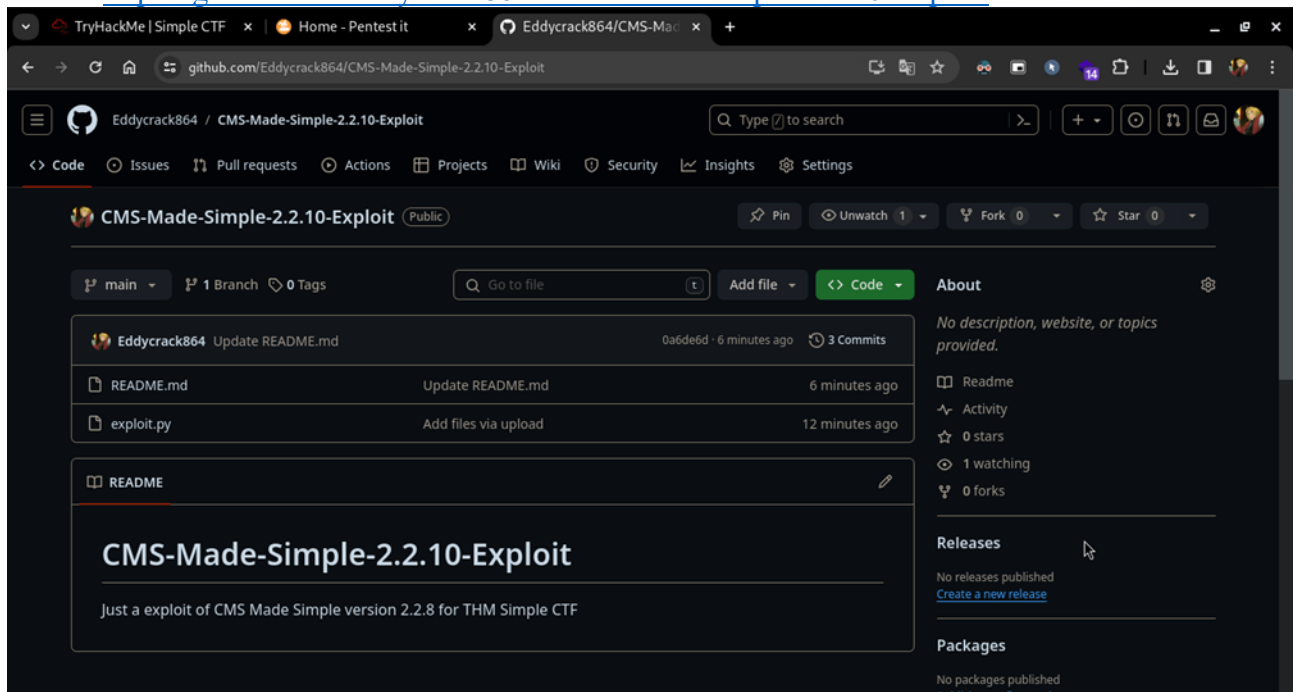 TryHackMe | Simple CTF
Home - Pentest it
Eddycrack864/CMS-Mad
github.com/Eddycrack864/CMS-Made-Simple-2.2.10-Exploit
14
Eddycrack864 / CMS-Made-Simple-2.2.10-Exploit
Type / to search
Code Issues Pull requests Actions Projects Wiki Security Insights Settings
CMS-Made-Simple-2.2.10-Exploit Public
Pin Unwatch 1 Fork 0 Star 0
main 1 Branch 0 Tags
Go to file t
Add file Code
Eddycrack864 Update README.md 0a6de6d · 6 minutes ago 3 Commits
README.md Update README.md 6 minutes ago
exploit.py Add files via upload 12 minutes ago
README
CMS-Made-Simple-2.2.10-Exploit
Just a exploit of CMS Made Simple version 2.2.8 for THM Simple CTF
About
No description, website, or topics
provided.
Readme
Activity
0 stars
1 watching
0 forks
Releases
No releases published
Create a new release
Packages
No packages published